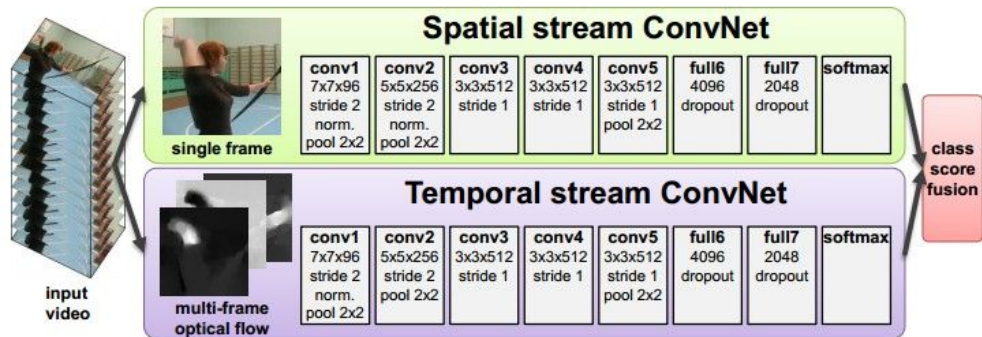 Spatial stream ConvNet
single frame
conv1
7x7x96
stride 2
norm.
pool 2x2
conv2
5x5x256
stride 2
norm.
pool 2x2
conv3
3x3x512
stride 1
conv4
3x3x512
stride 1
conv5
3x3x512
stride 1
pool 2x2
full6
4096
dropout
full7
2048
dropout
softmax
Temporal stream ConvNet
multi-frame
optical flow
conv1
7x7x96
stride 2
norm.
pool 2x2
conv2
5x5x256
stride 2
pool 2x2
conv3
3x3x512
stride 1
conv4
3x3x512
stride 1
conv5
3x3x512
stride 1
pool 2x2
full6
4096
dropout
full7
2048
dropout
softmax
input
video
class
score
fusion